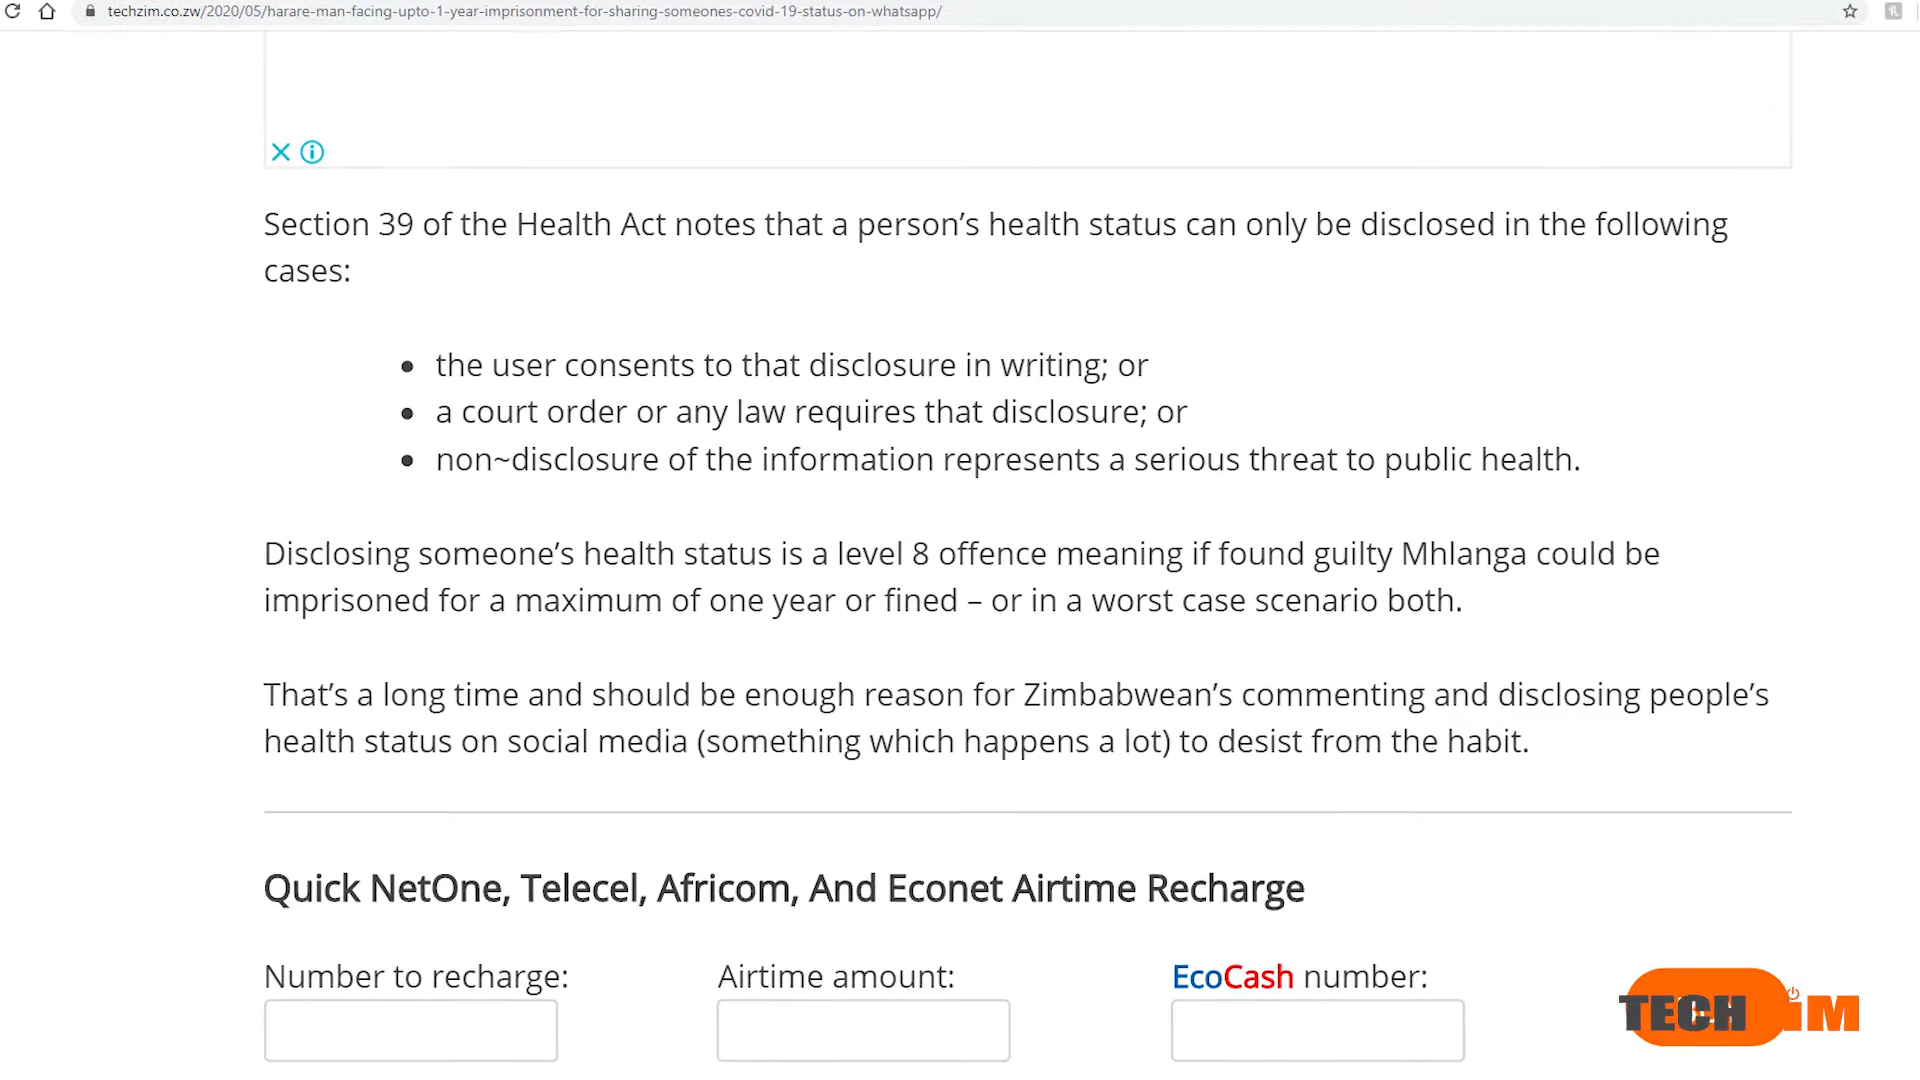 techzim.co.zw/2020/05/harare-man-facing-upto-1-year-imprisonment-for-sharing-someones-covid-19-status-on-whatsapp/
Section 39 of the Health Act notes that a person’s health status can only be disclosed in the following
cases:
• the user consents to that disclosure in writing; or
• a court order or any law requires that disclosure; or
• non~disclosure of the information represents a serious threat to public health.
Disclosing someone’s health status is a level 8 offence meaning if found guilty Mhlanga could be
imprisoned for a maximum of one year or fined – or in a worst case scenario both.
That’s a long time and should be enough reason for Zimbabwean’s commenting and disclosing people’s
health status on social media (something which happens a lot) to desist from the habit.
Quick NetOne, Telecel, Africom, And Econet Airtime Recharge
Number to recharge: Airtime amount: EcoCash number:
TECHZiM